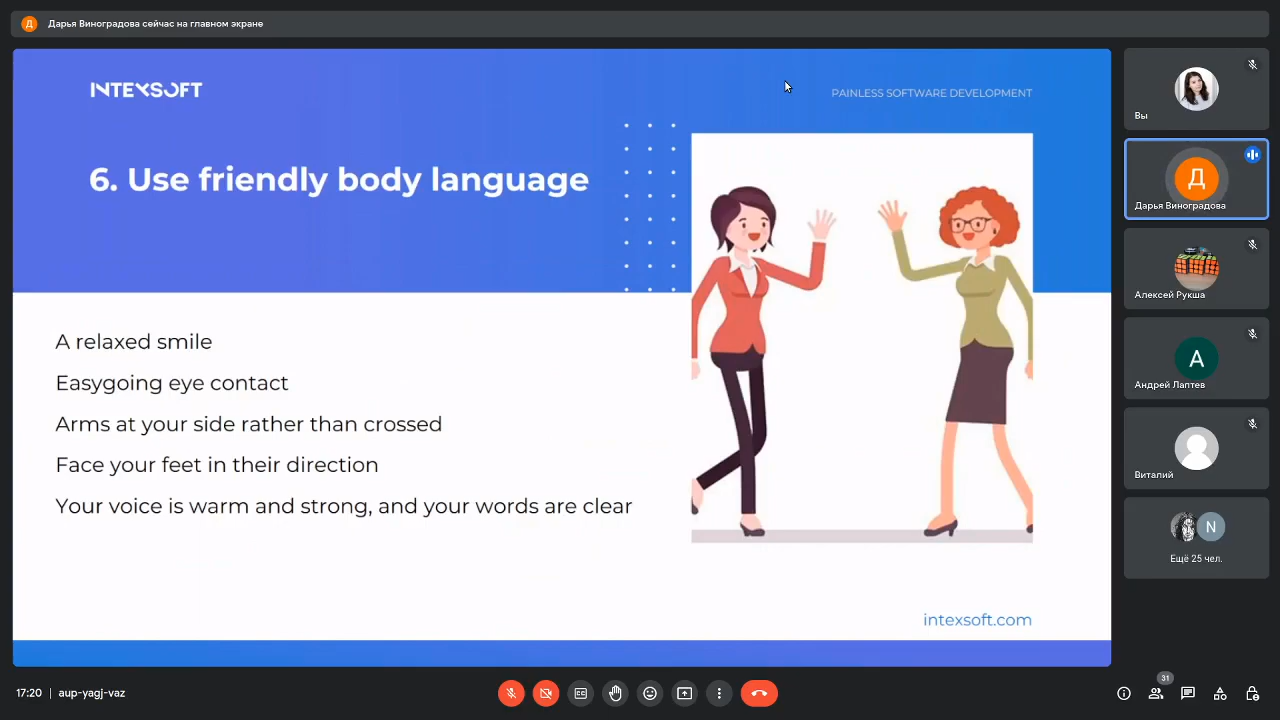 Д Дарья Виноградова сейчас на главном экране
INTEXSOFT
PAINLESS SOFTWARE DEVELOPMENT
6. Use friendly body language
A relaxed smile
Easygoing eye contact
Arms at your side rather than crossed
Face your feet in their direction
Your voice is warm and strong, and your words are clear
intexsoft.com
Вы
Д
Дарья Виноградова
Алексей Рукша
А
Андрей Лаптев
Виталий
N
Ещё 25 чел.
17:20 | aup-yagj-vaz
CC
31